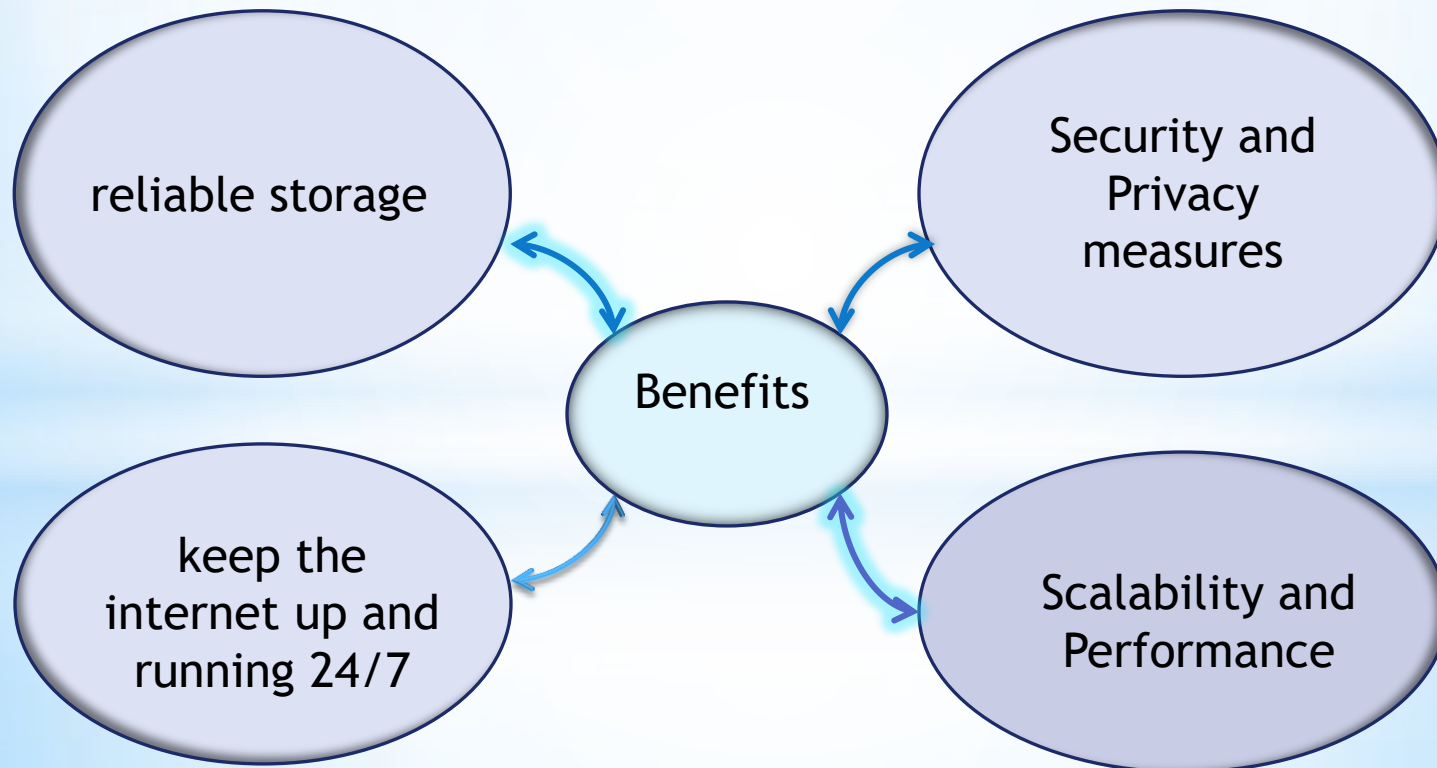 reliable storage
Security and
Privacy
measures
Benefits
keep the
internet up and
running 24/7
Scalability and
Performance